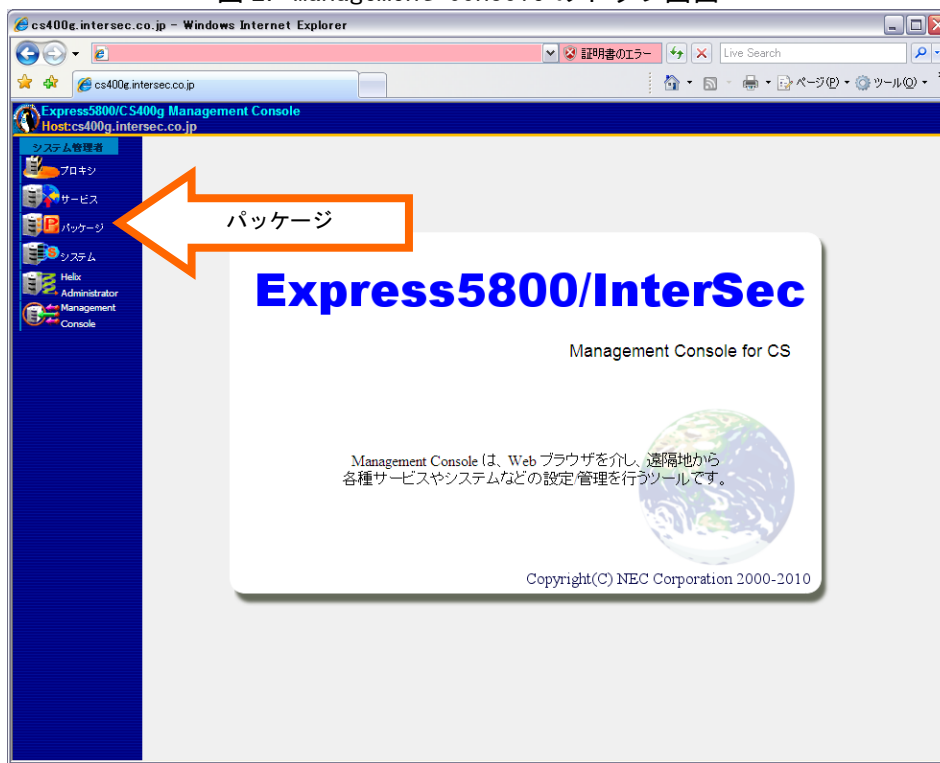 cs400g.intersec.co.jp - Windows Internet Explorer
証明書のエラー
Live Search
cs400g.intersec.co.jp
ページ(P)
ツール(O)
Express5800/CS400g Management Console
Host:cs400g.intersec.co.jp
システム管理者
プロキシ
サービス
パッケージ
システム
Helix
Administrator
Management
Console
パッケージ
Express5800/InterSec
Management Console for CS
Management Console は、Web ブラウザを介し、遠隔地から
各種サービスやシステムなどの設定/管理を行うツールです。
Copyright(C) NEC Corporation 2000-2010